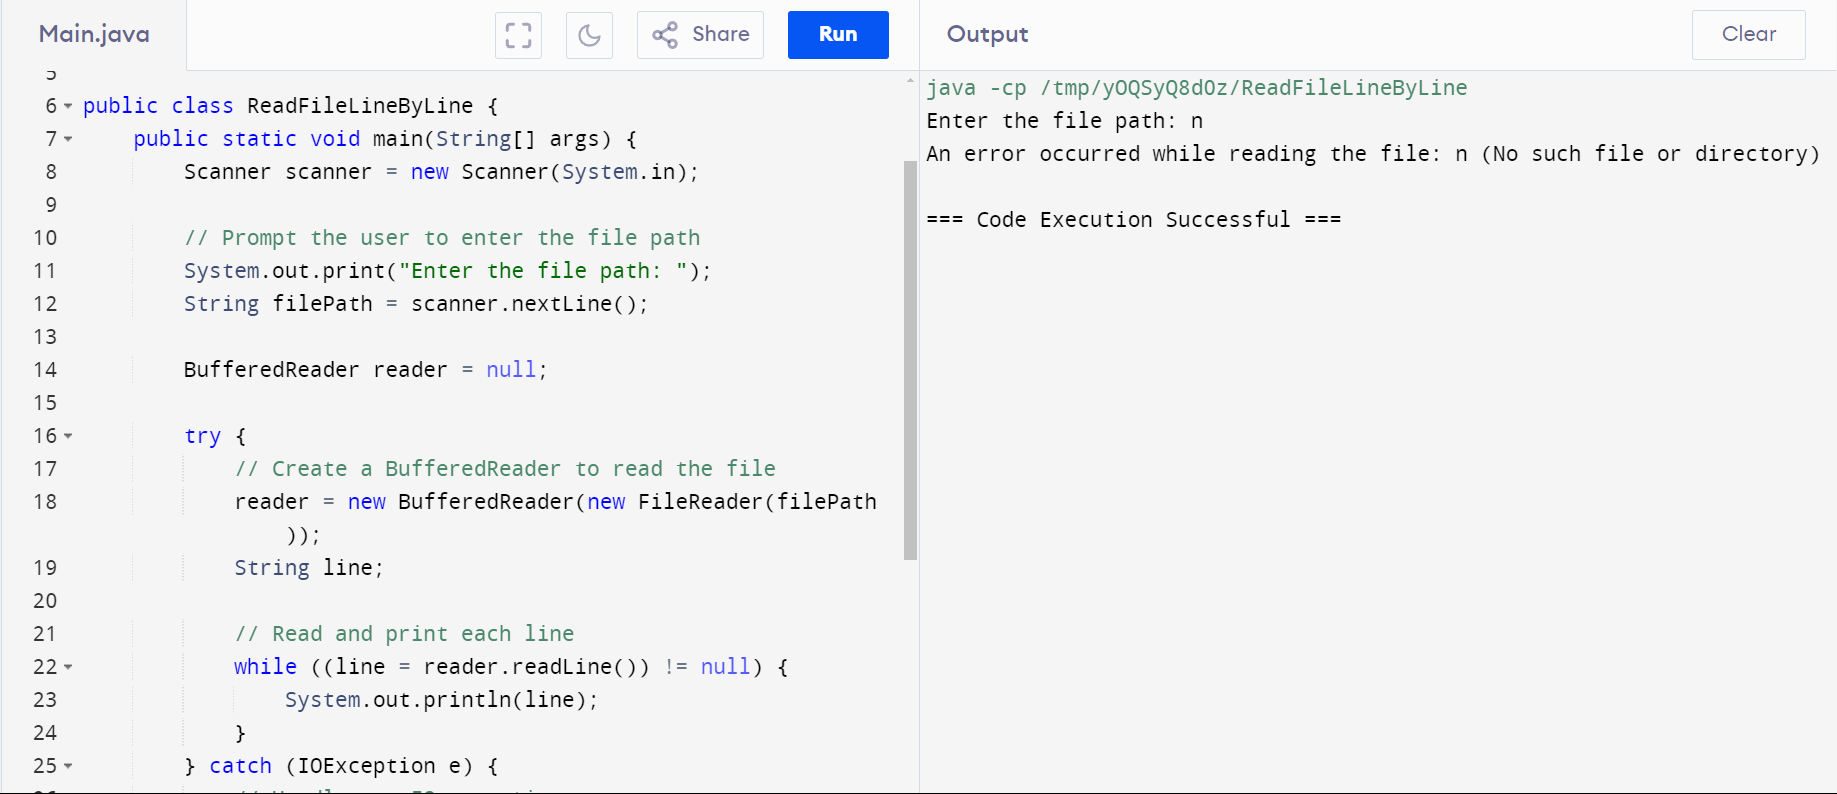 Main.java
Share
Run
Output
Clear
5
6 public class ReadFileLineByLine {
7 public static void main(String[] args) {
8 Scanner scanner = new Scanner(System.in);
9
10 // Prompt the user to enter the file path
11 System.out.print("Enter the file path: ");
12 String filePath = scanner.nextLine();
13
14 BufferedReader reader = null;
15
16 try {
17 // Create a BufferedReader to read the file
18 reader = new BufferedReader(new FileReader(filePath
));
19 String line;
20
21 // Read and print each line
22 while ((line = reader.readLine()) != null) {
23 System.out.println(line);
24 }
25 } catch (IOException e) {
java -cp /tmp/yOQSyQ8dOz/ReadFileLineByLine
Enter the file path: n
An error occurred while reading the file: n (No such file or directory)
=== Code Execution Successful ===